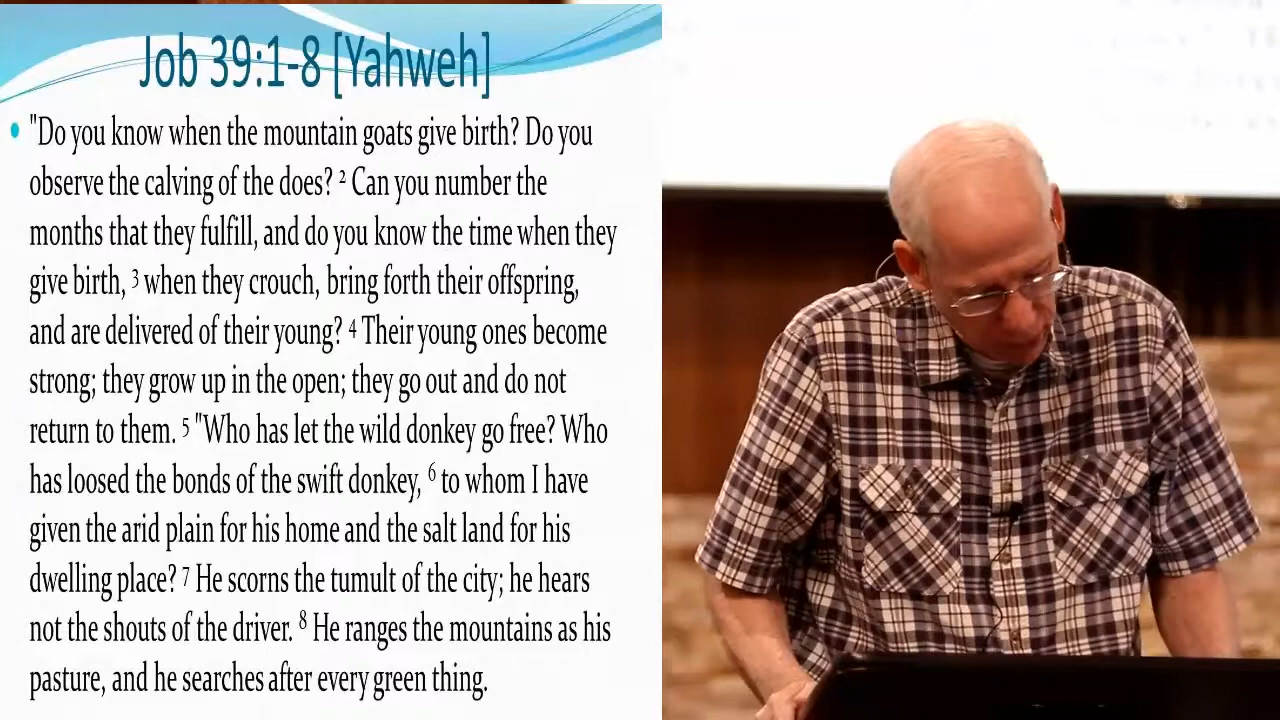 Job 39:1-8 [Yahweh]
• "Do you know when the mountain goats give birth? Do you
observe the calving of the does? ² Can you number the
months that they fulfill, and do you know the time when they
give birth, ³ when they crouch, bring forth their offspring,
and are delivered of their young? ⁴ Their young ones become
strong; they grow up in the open; they go out and do not
return to them. ⁵ "Who has let the wild donkey go free? Who
has loosed the bonds of the swift donkey, ⁶ to whom I have
given the arid plain for his home and the salt land for his
dwelling place? ⁷ He scorns the tumult of the city; he hears
not the shouts of the driver. ⁸ He ranges the mountains as his
pasture, and he searches after every green thing.